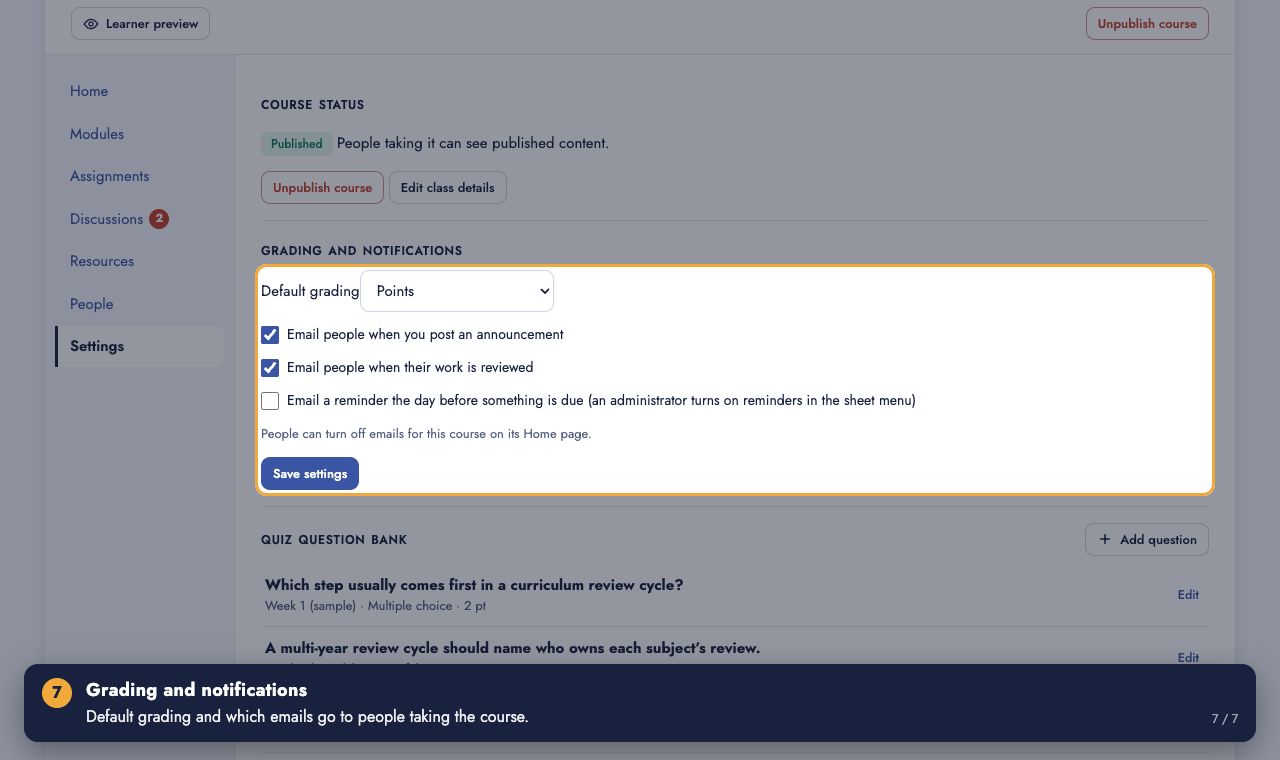 Learner preview
Unpublish course
Home
Modules
Assignments
Discussions 2
Resources
People
Settings
COURSE STATUS
Published People taking it can see published content.
Unpublish course Edit class details
GRADING AND NOTIFICATIONS
Default grading Points
Email people when you post an announcement
Email people when their work is reviewed
Email a reminder the day before something is due (an administrator turns on reminders in the sheet menu)
People can turn off emails for this course on its Home page.
Save settings
QUIZ QUESTION BANK
Add question
Which step usually comes first in a curriculum review cycle?
Week 1 (sample) · Multiple choice · 2 pt
Edit
A multi-year review cycle should name who owns each subject's review.
Edit
7 Grading and notifications
Default grading and which emails go to people taking the course.
7 / 7